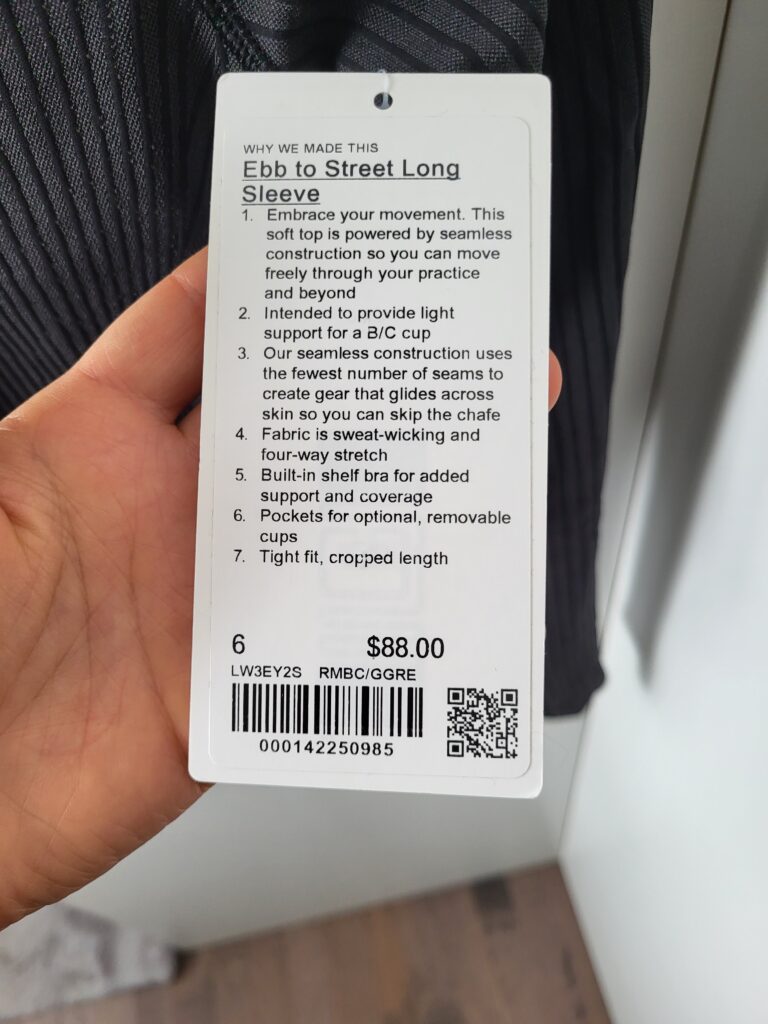 WHY WE MADE THIS
Ebb to Street Long
Sleeve
1. Embrace your movement. This
soft top is powered by seamless
construction so you can move
freely through your practice
and beyond
2. Intended to provide light
support for a B/C cup
3. Our seamless construction uses
the fewest number of seams to
create gear that glides across
skin so you can skip the chafe
4. Fabric is sweat-wicking and
four-way stretch
5. Built-in shelf bra for added
support and coverage
6. Pockets for optional, removable
cups
7. Tight fit, cropped length
6 $88.00
LW3EY2S RMBC/GGRE
000142250985